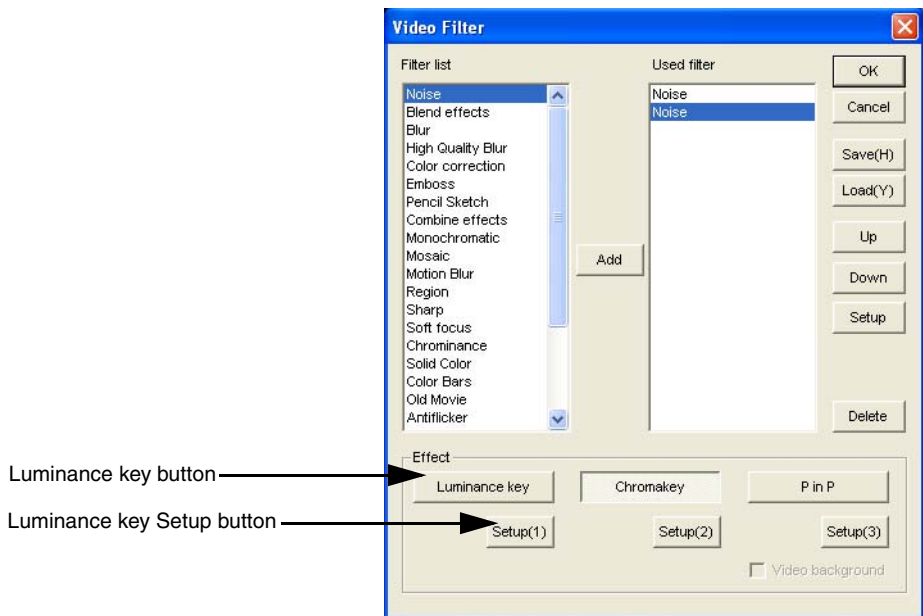 Video Filter
Filter list
Used filter
Noise
Blend effects
Blur
High Quality Blur
Color correction
Emboss
Pencil Sketch
Combine effects
Monochromatic
Mosaic
Motion Blur
Region
Sharp
Soft focus
Chrominance
Solid Color
Color Bars
Old Movie
Antiflicker
Add
Noise
Noise
OK
Cancel
Save(H)
Load(Y)
Up
Down
Setup
Delete
Effect
Luminance key button
Luminance key
Chromakey
P in P
Luminance key Setup button
Setup(1)
Setup(2)
Setup(3)
Video background